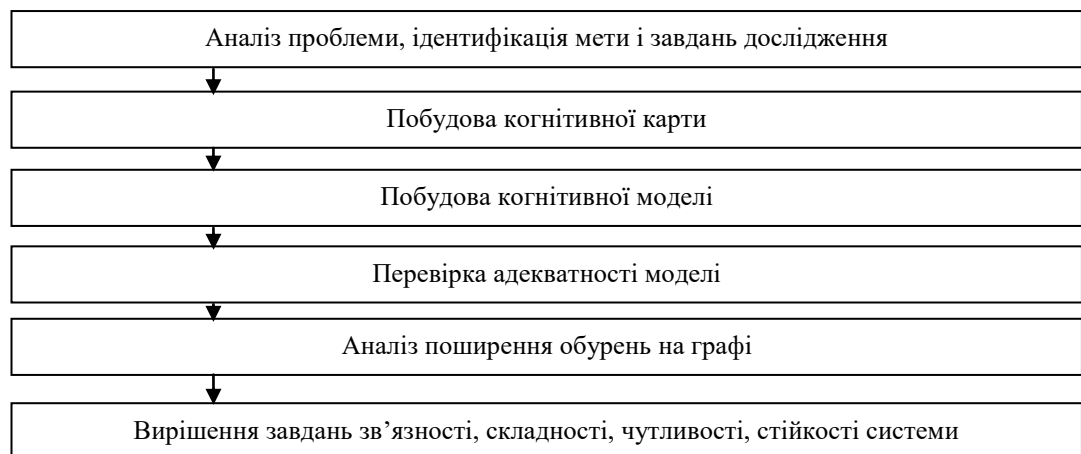 Аналіз проблеми, ідентифікація мети і завдань дослідження
Побудова когнітивної карти
Побудова когнітивної моделі
Перевірка адекватності моделі
Аналіз поширення обурень на графі
Вирішення завдань зв’язності, складності, чутливості, стійкості системи